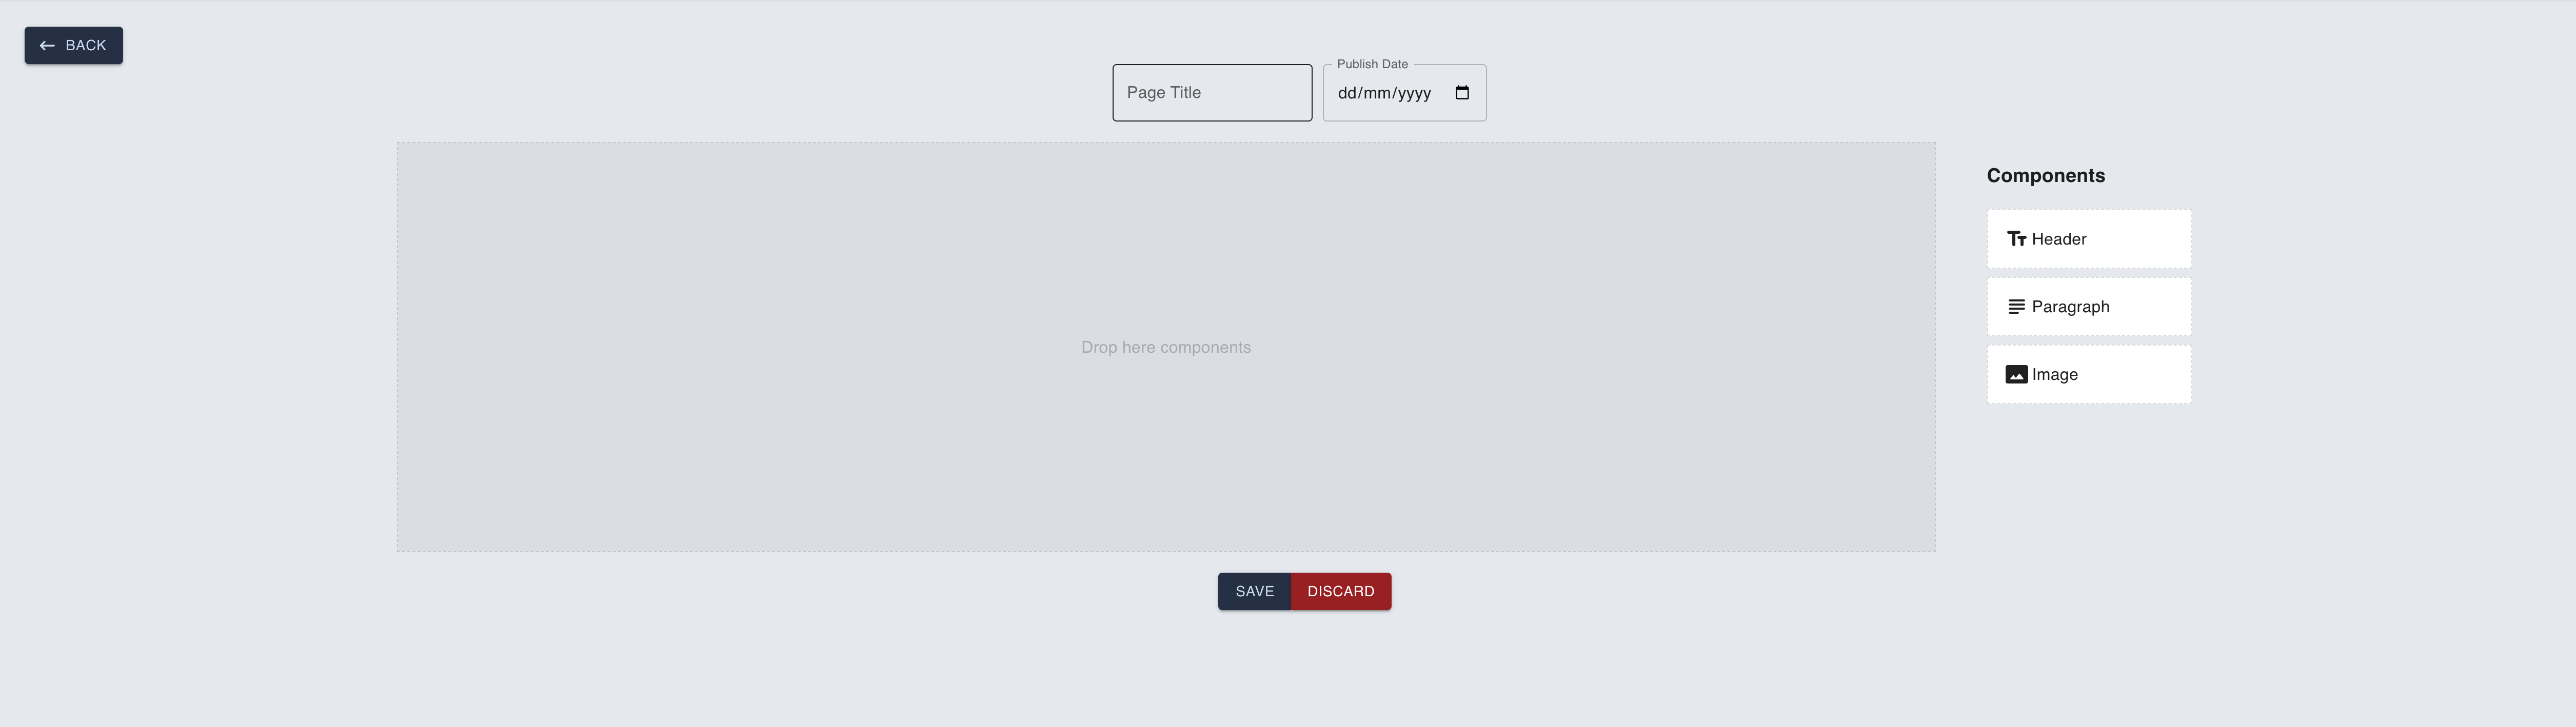 BACK
Publish Date
Page Title
dd/mm/yyyy
Components
Header
Paragraph
Drop here components
Image
SAVE
DISCARD